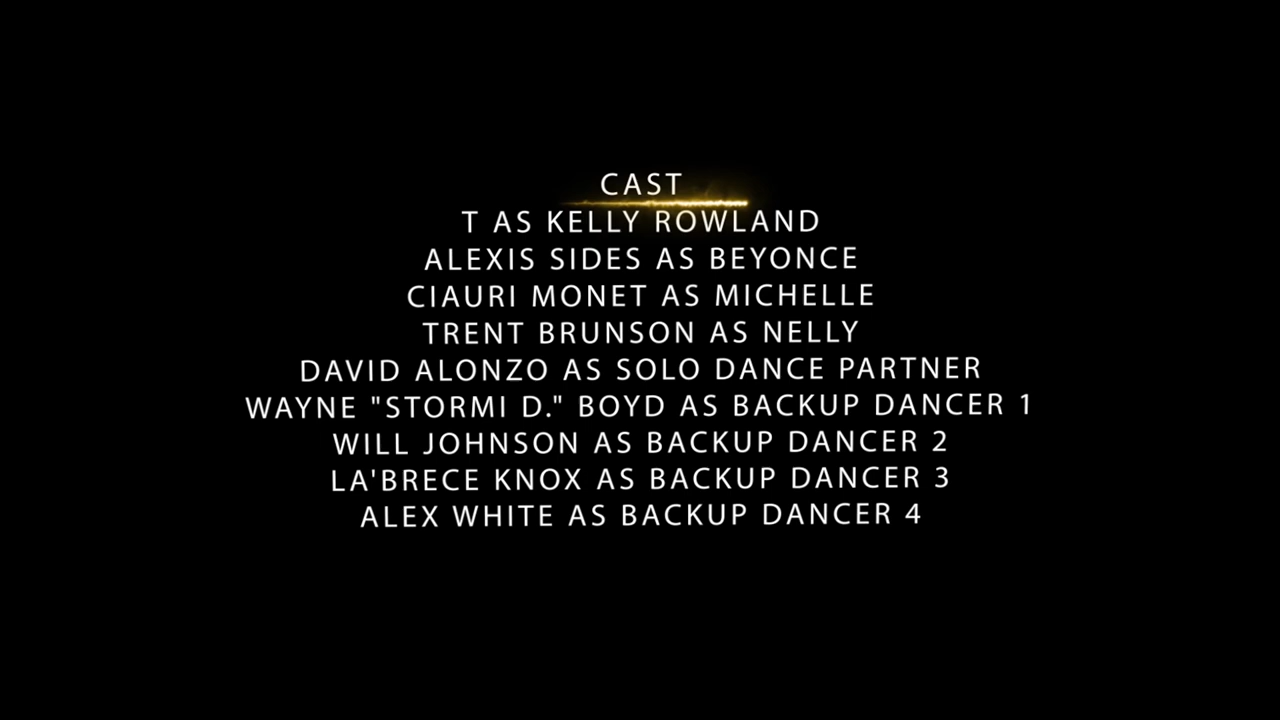 CAST
T AS KELLY ROWLAND
ALEXIS SIDES AS BEYONCE
CIAURI MONET AS MICHELLE
TRENT BRUNSON AS NELLY
DAVID ALONZO AS SOLO DANCE PARTNER
WAYNE "STORMI D." BOYD AS BACKUP DANCER 1
WILL JOHNSON AS BACKUP DANCER 2
LA'BRECE KNOX AS BACKUP DANCER 3
ALEX WHITE AS BACKUP DANCER 4